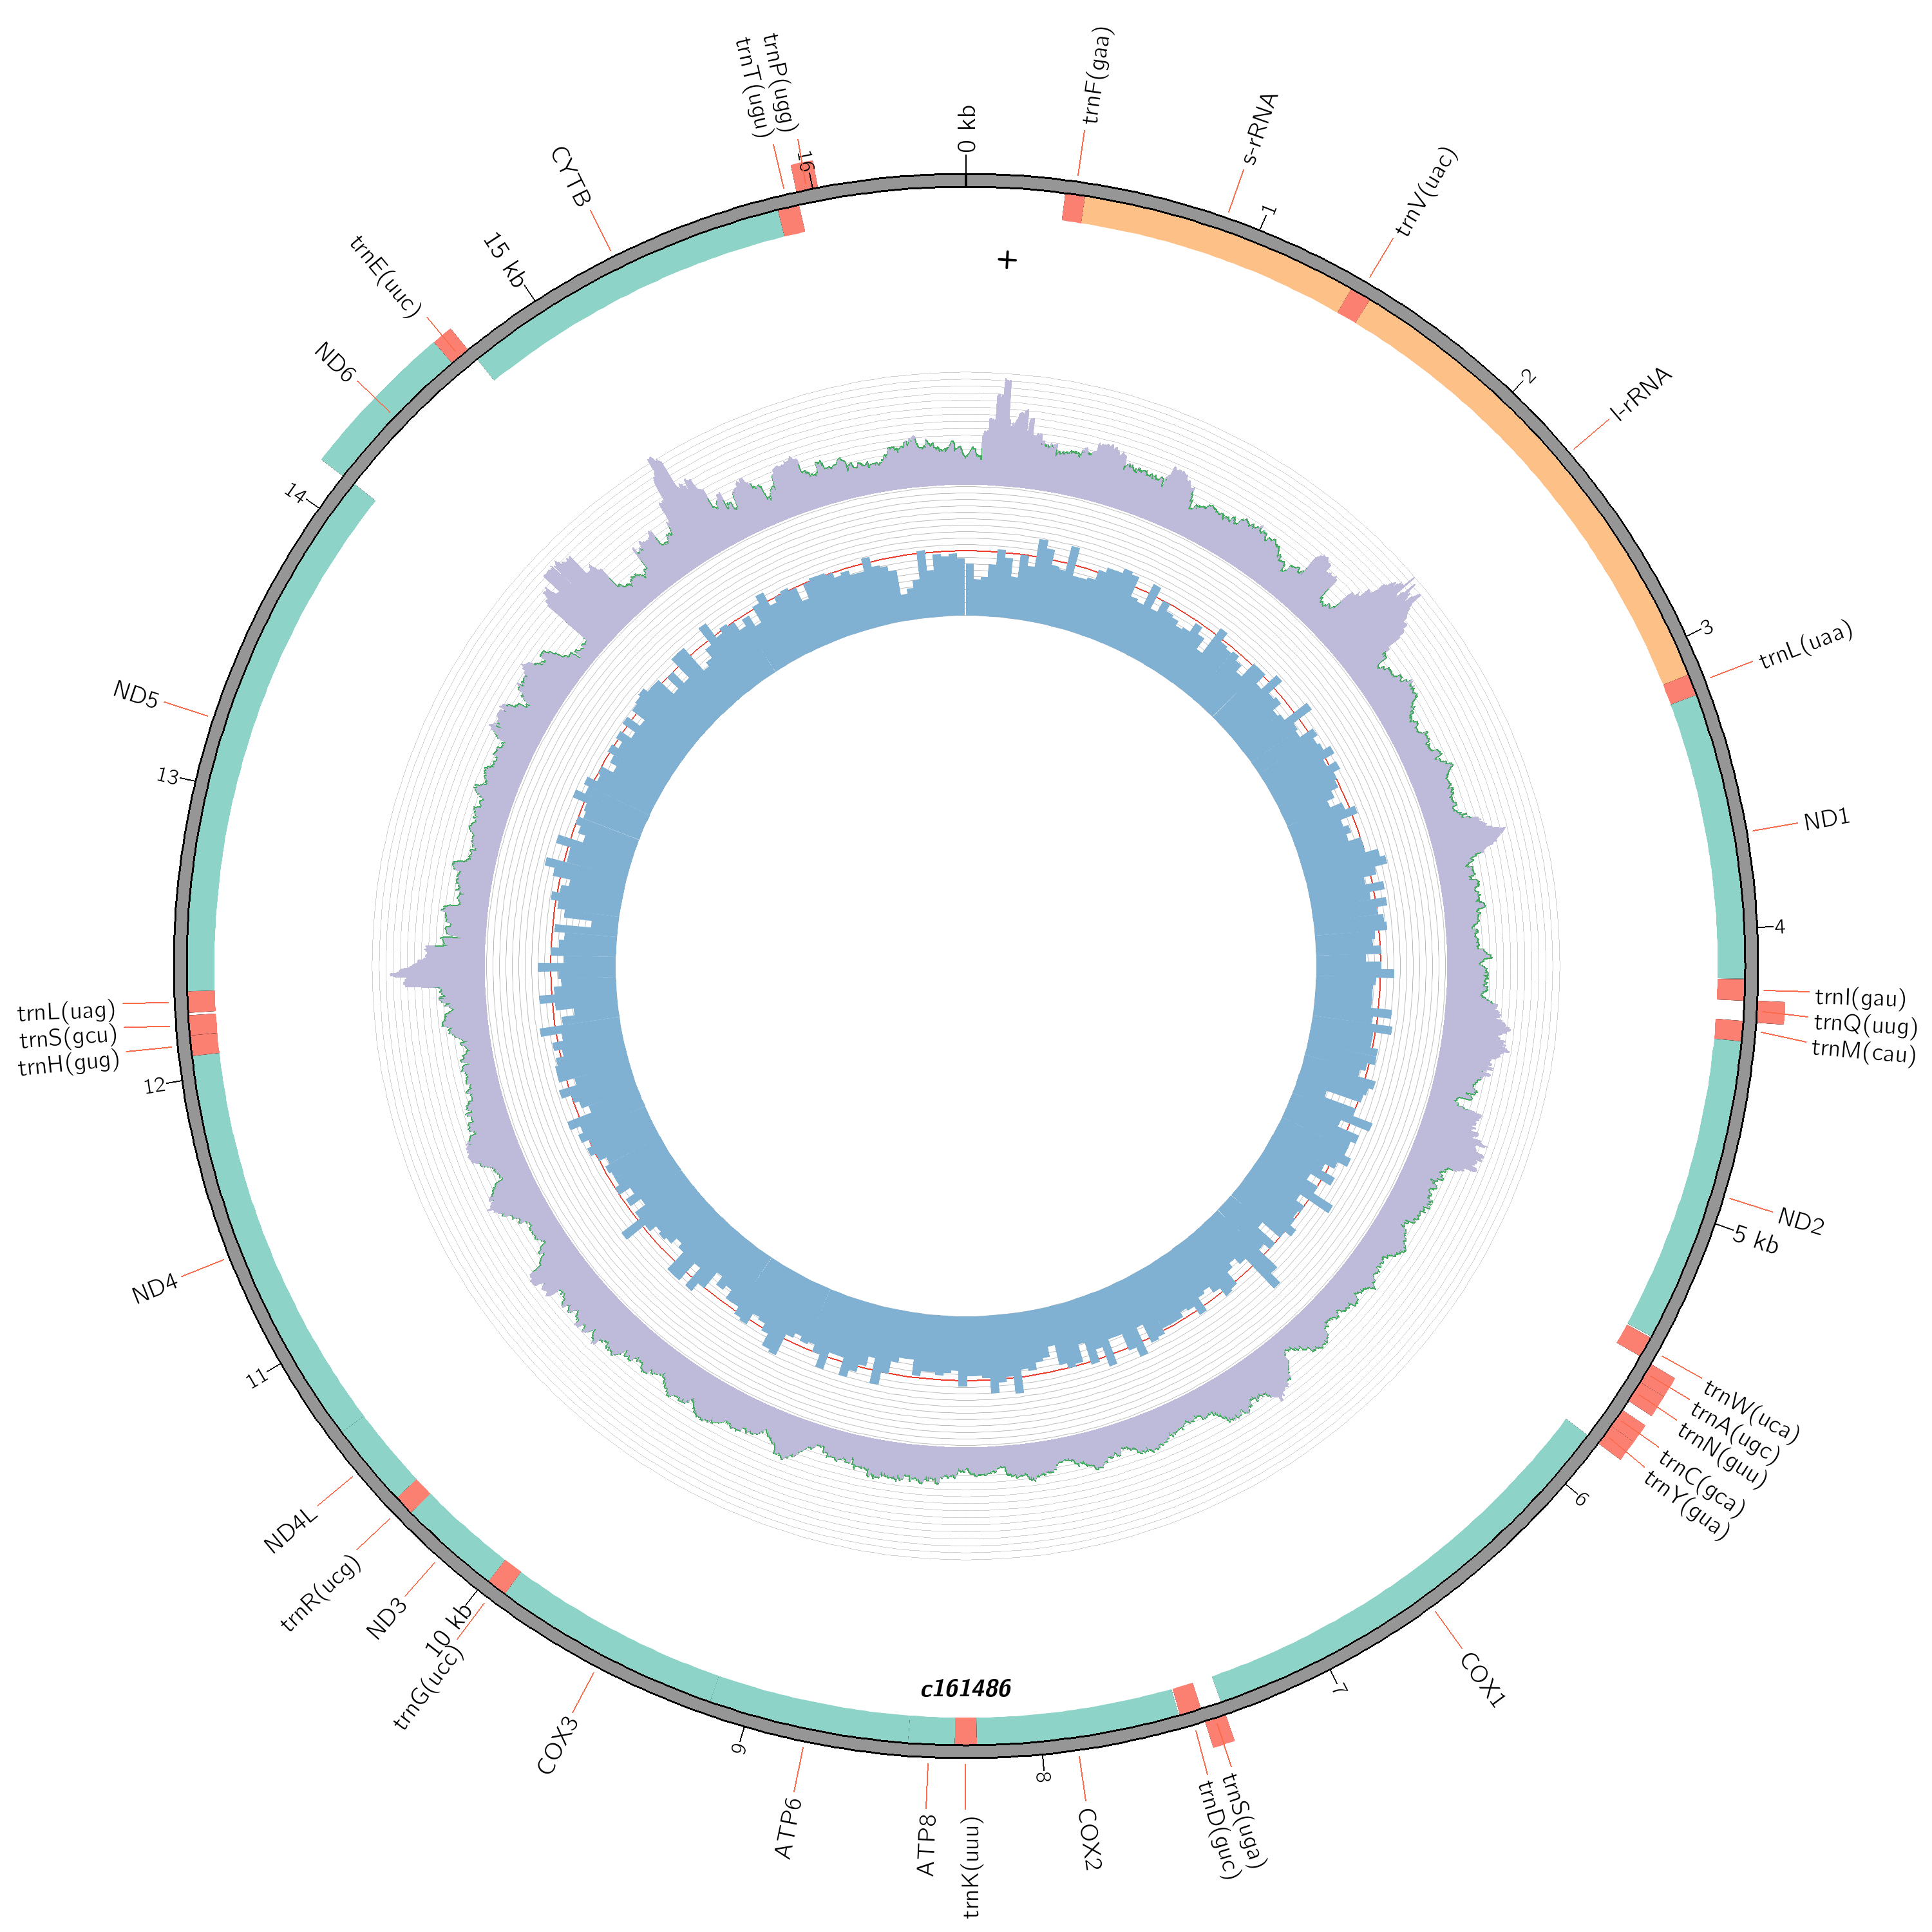 0 kb
trnF(gaa)
s-rRNA
1
trnV(uac)
2
l-rRNA
3
trnL(uaa)
ND1
4
trnI(gau)
trnQ(uug)
trnM(cau)
ND2
5 kb
trnW(uca)
trnA(ugc)
trnN(guu)
trnC(gca)
trnY(gua)
6
COX1
7
trnS(uga)
trnD(guc)
COX2
8
trnK(uuu)
ATP8
ATP6
9
COX3
trnG(ucc)
10 kb
ND3
trnR(ucg)
ND4L
11
ND4
12
trnH(gug)
trnS(gcu)
trnL(uag)
13
ND5
14
ND6
trnE(uuc)
15 kb
CYTB
trnT(ugu)
trnP(ugg)
16
+
c161486